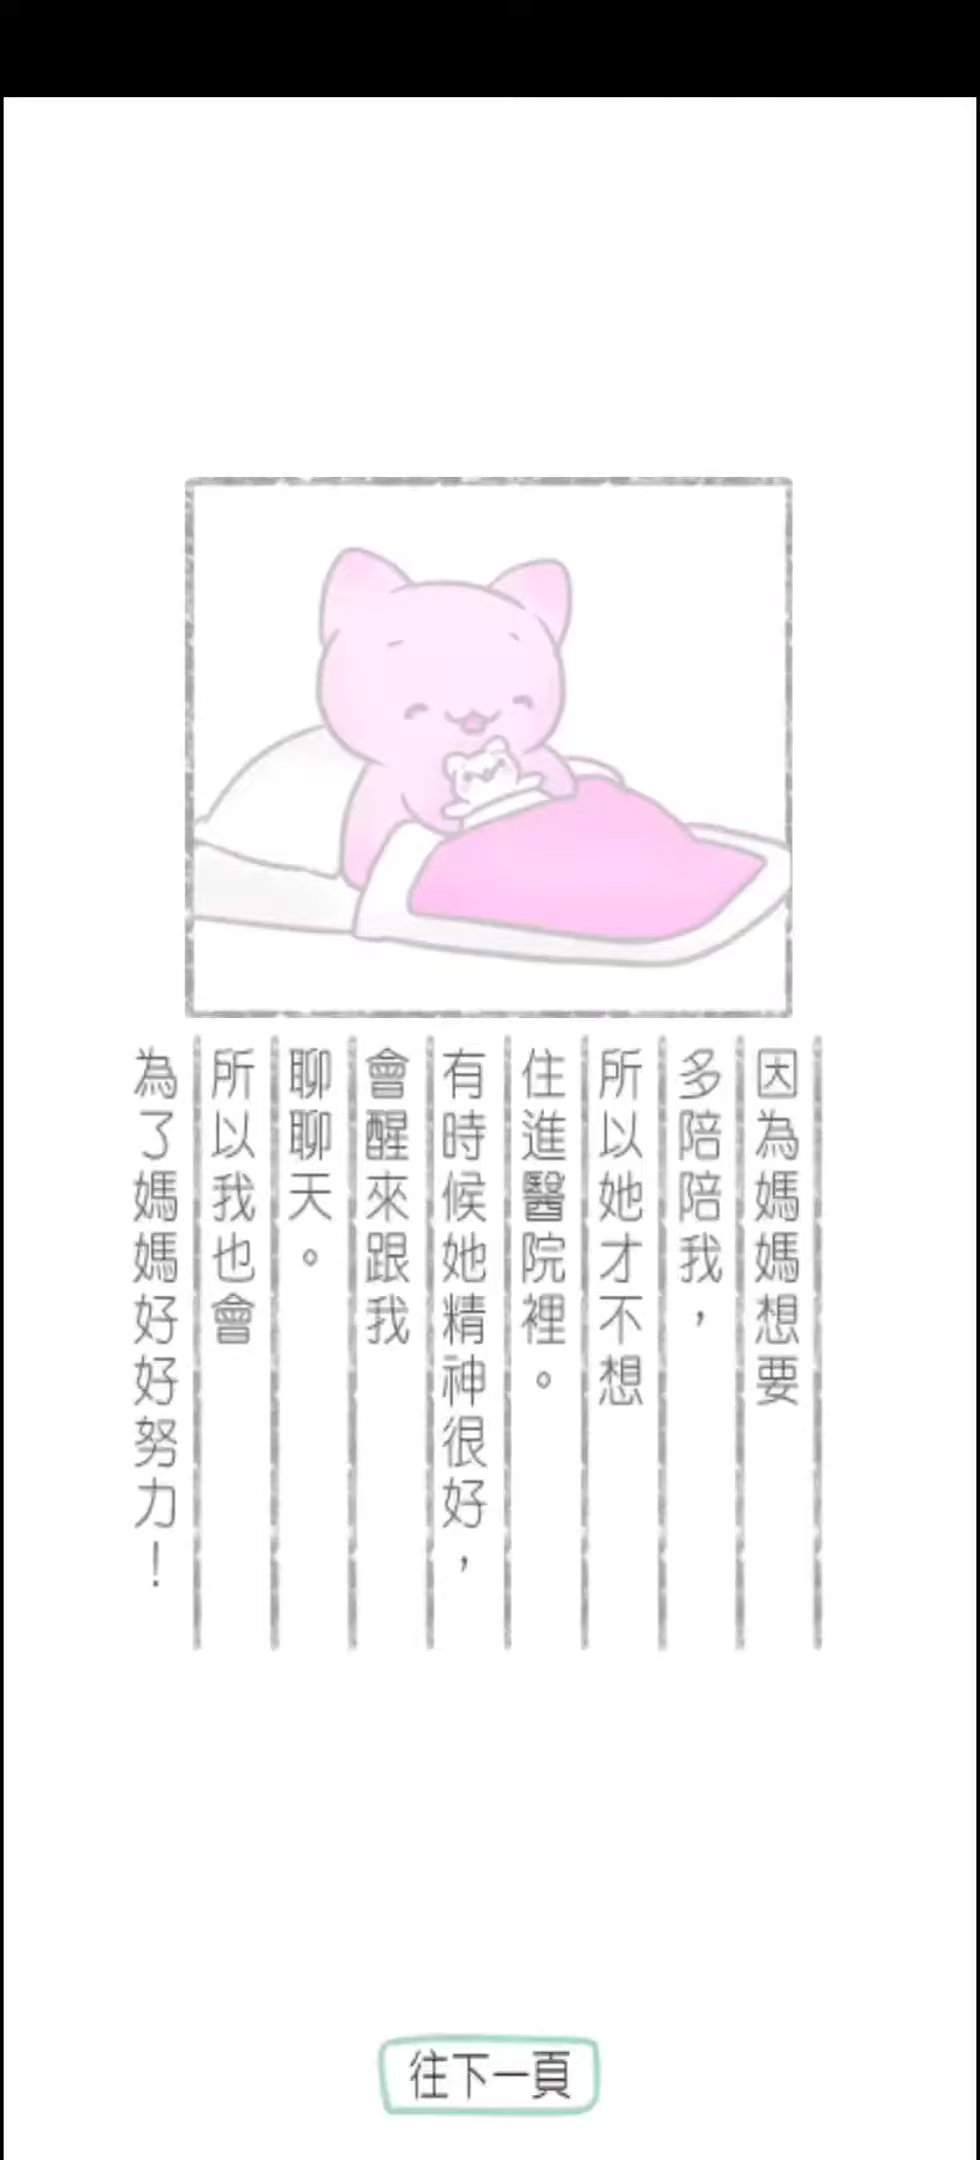 因為媽媽想要
多陪陪我，
所以她才不想
住進醫院裡。
有時候她精神很好，
會醒來跟我
聊聊天。
所以我也會
為了媽媽好好努力！
往下一頁